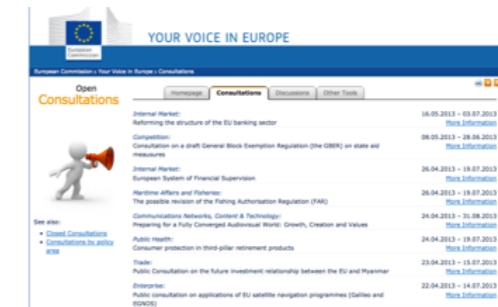 European
Commission
YOUR VOICE IN EUROPE
European Commission > Your Voice in Europe > Consultations
Open
Consultations
Homepage
Consultations
Discussions
Other Tools
Internal Market:
16.05.2013 – 03.07.2013
Reforming the structure of the EU banking sector
More Information
Competition:
08.05.2013 – 28.06.2013
Consultation on a draft General Block Exemption Regulation (the GBER) on state aid
More Information
measures
Internal Market:
26.04.2013 – 19.07.2013
European System of Financial Supervision
More Information
Maritime Affairs and Fisheries:
26.04.2013 – 19.07.2013
The possible revision of the Fishing Authorisation Regulation (FAR)
More Information
Communications Networks, Content & Technology:
24.04.2013 – 31.08.2013
Preparing for a Fully Converged Audiovisual World: Growth, Creation and Values
More Information
Public Health:
24.04.2013 – 19.07.2013
Consumer protection in third-pillar retirement products
More Information
Trade:
23.04.2013 – 15.07.2013
Public Consultation on the future investment relationship between the EU and Myanmar
More Information
Enterprise:
22.04.2013 – 14.07.2013
Public consultation on applications of EU satellite navigation programmes (Galileo and
More Information
EGNOS)
See also:
Closed Consultations
Consultations by policy
area